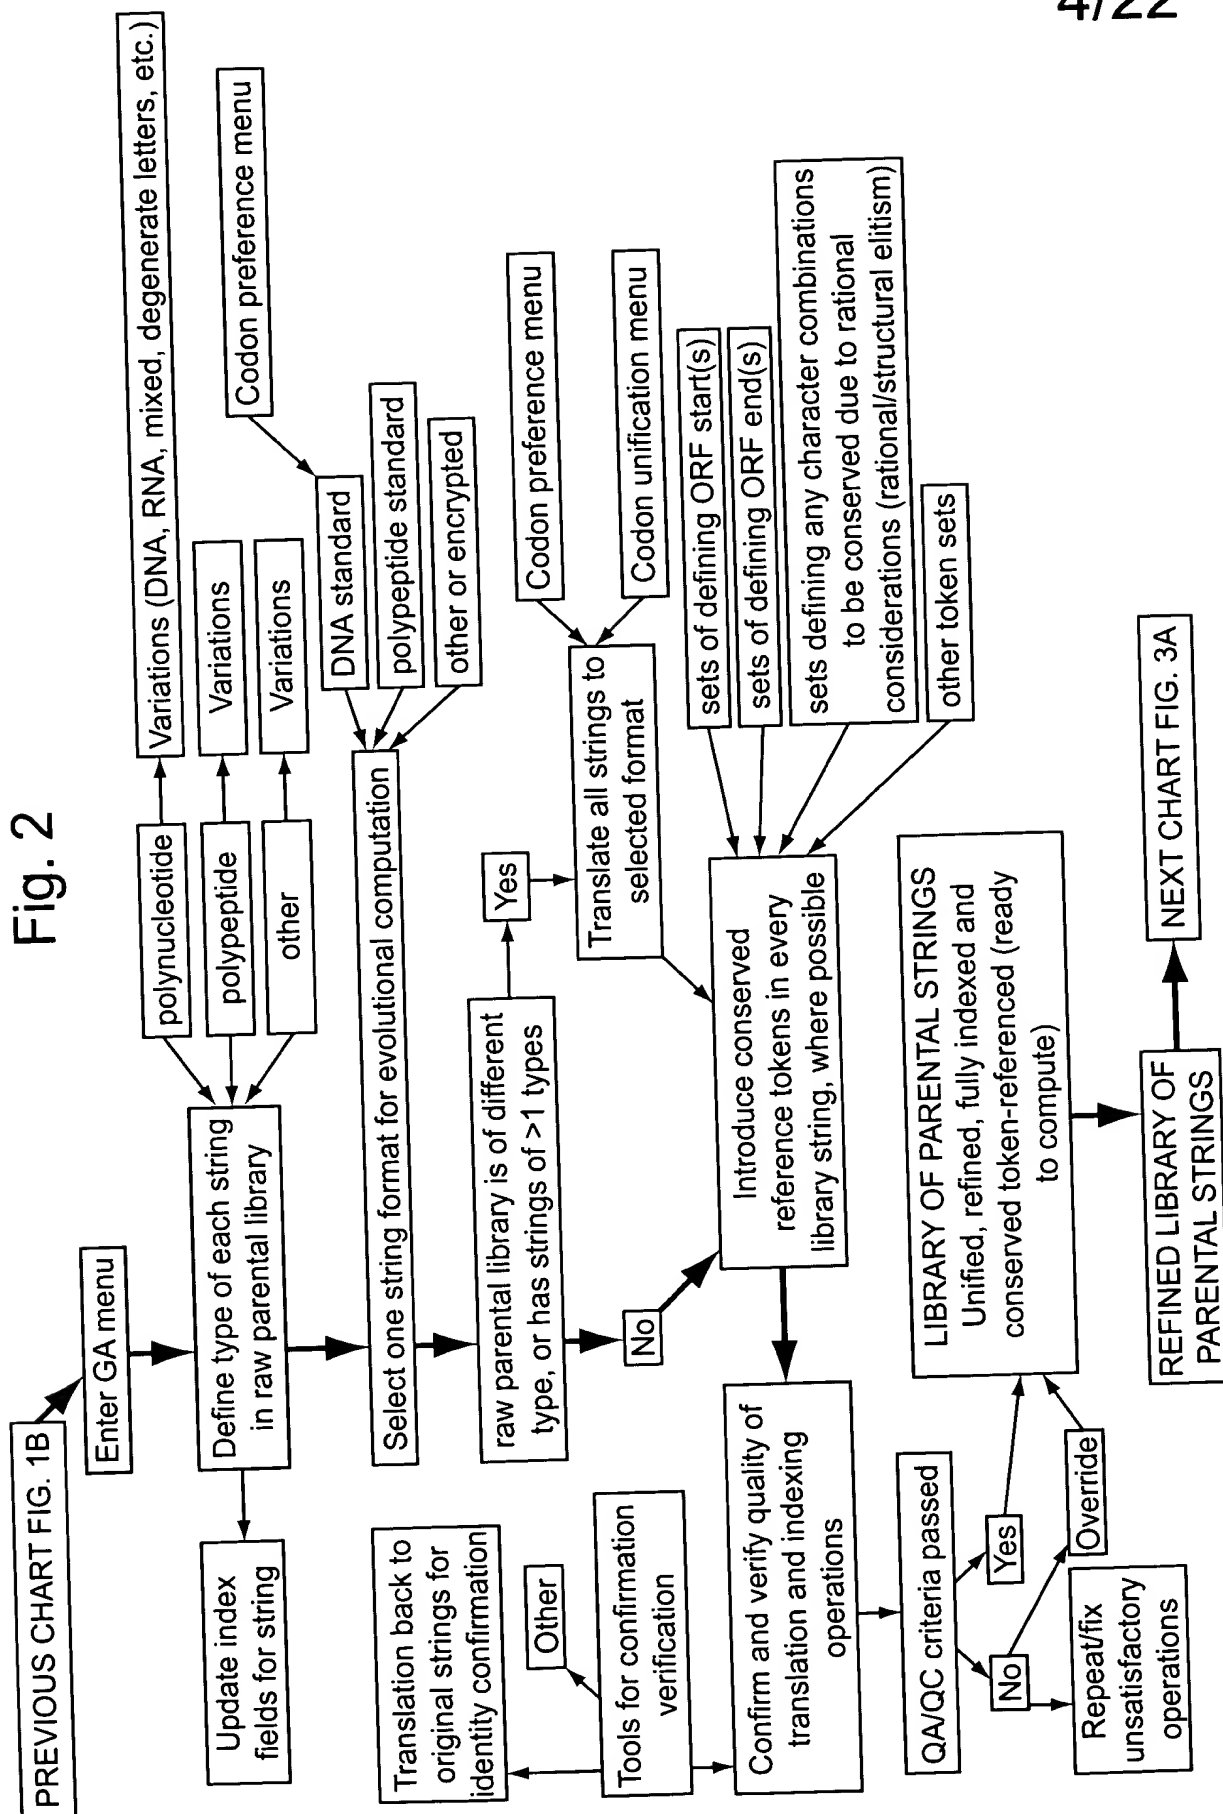 4/22
Fig. 2
PREVIOUS CHART FIG. 1B
Enter GA menu
Define type of each string
in raw parental library
polynucleotide
polypeptide
other
Variations (DNA, RNA, mixed, degenerate letters, etc.)
Variations
Variations
Update index
fields for string
Select one string format for evolutional computation
DNA standard
polypeptide standard
other or encrypted
Codon preference menu
raw parental library is of different
type, or has strings of >1 types
Yes
No
Translate all strings to
selected format
Codon preference menu
Codon unification menu
Introduce conserved
reference tokens in every
library string, where possible
sets of defining ORF start(s)
sets of defining ORF end(s)
sets defining any character combinations
to be conserved due to rational
considerations (rational/structural elitism)
other token sets
Translation back to
original strings for
identity confirmation
Other
Tools for confirmation
verification
Confirm and verify quality of
translation and indexing
operations
QA/QC criteria passed
Yes
No
Override
Repeat/fix
unsatisfactory
operations
LIBRARY OF PARENTAL STRINGS
Unified, refined, fully indexed and
conserved token-referenced (ready
to compute)
REFINED LIBRARY OF
PARENTAL STRINGS
NEXT CHART FIG. 3A